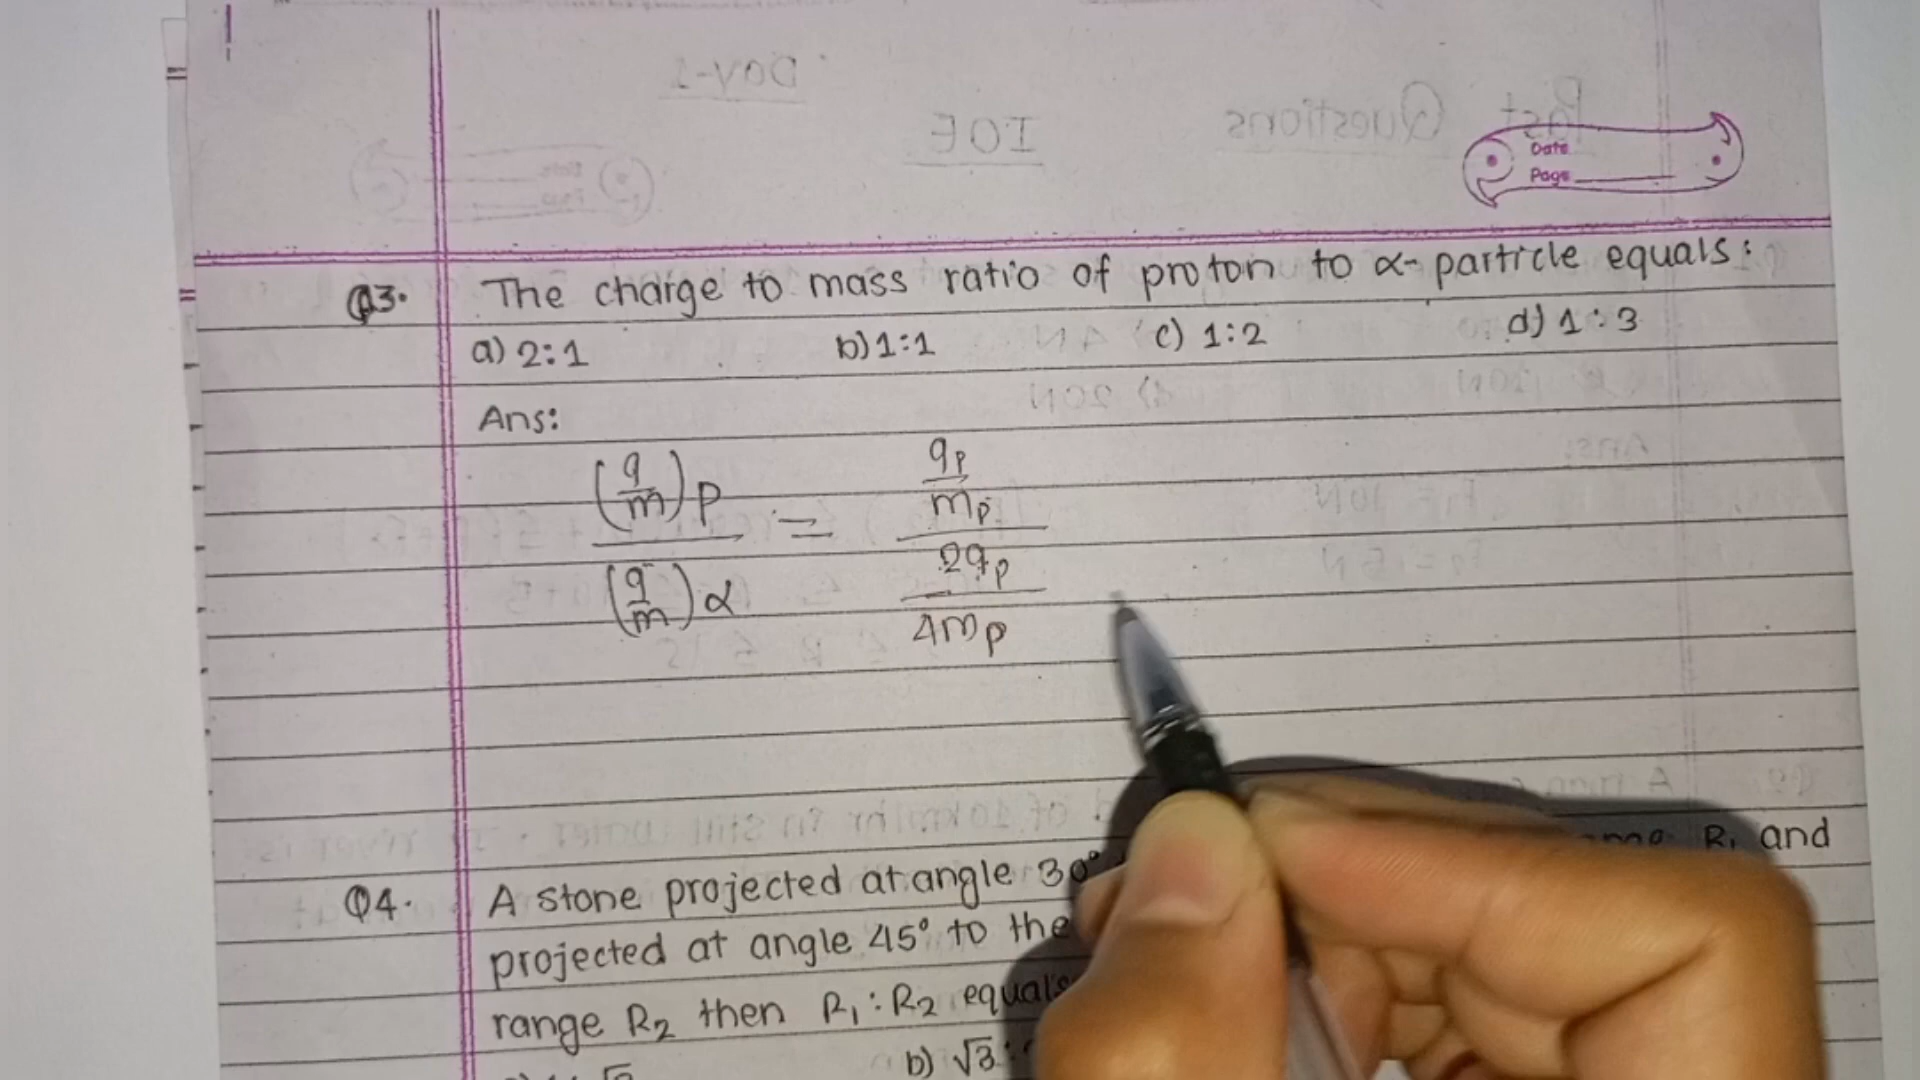 Date
Page
Q3. The charge to mass ratio of proton to α-particle equals:
a) 2:1 b) 1:1 c) 1:2 d) 1:3
Ans:
(q/m)p / (q/m)α = (qp/mp) / (2qp/4mp)
Q4. A stone projected at angle 30° R₁ and
projected at angle 45° to the
range R₂ then R₁:R₂ equals
b) √3: